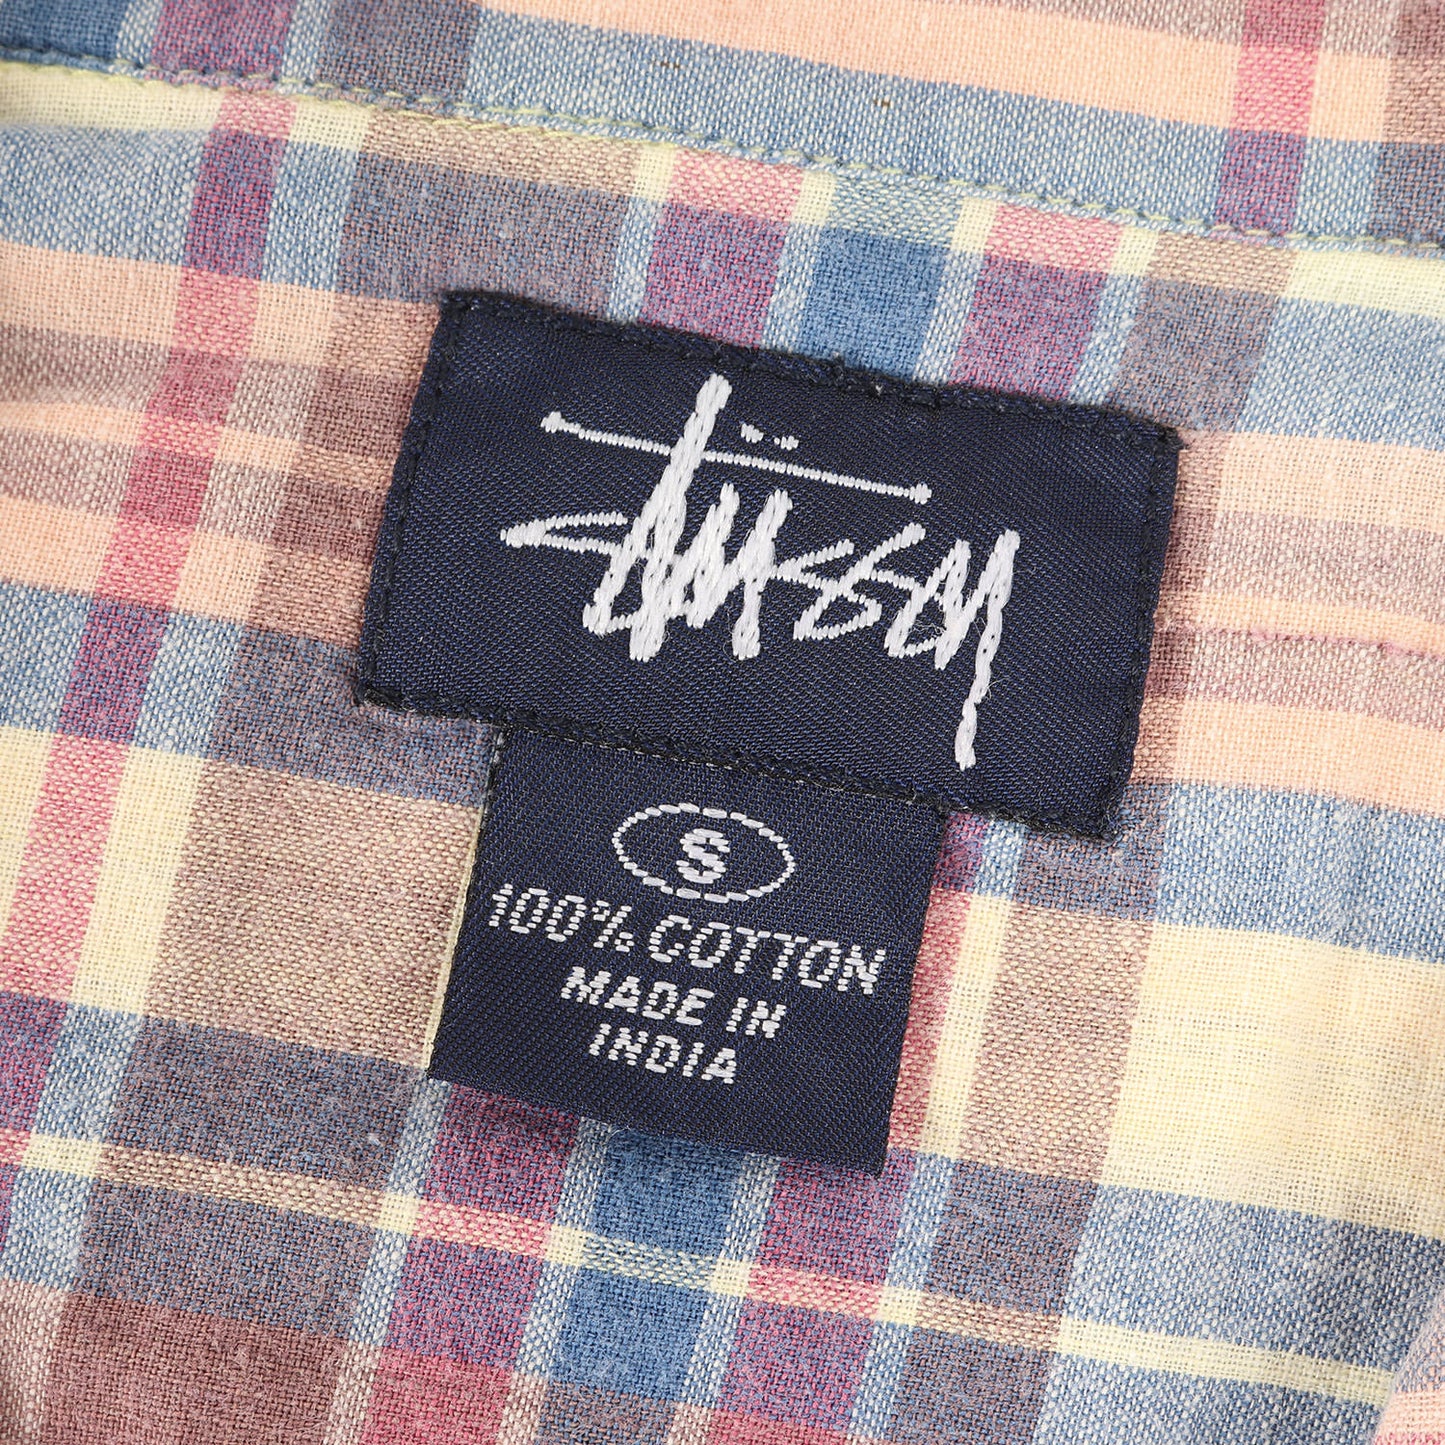 Stüssy
S
100% COTTON
MADE IN
INDIA